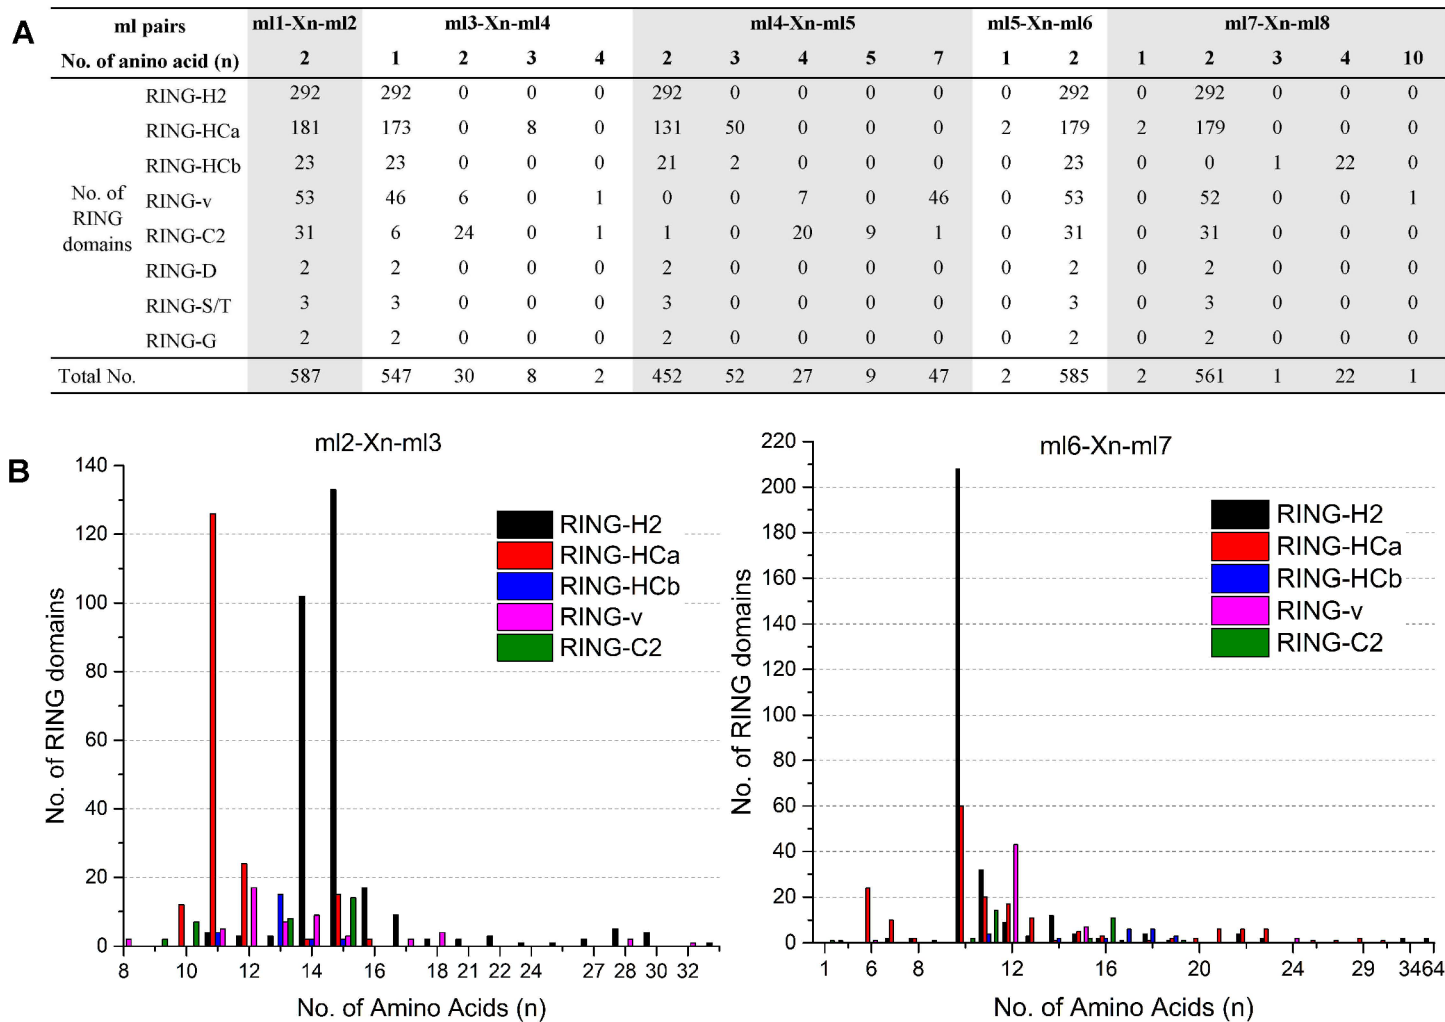 A
ml pairs ml1-Xn-ml2 ml3-Xn-ml4 ml4-Xn-ml5 ml5-Xn-ml6 ml7-Xn-ml8
No. of anino acid (n) 2 1 2 3 4 2 3 4 5 7 1 2 1 2 3 4 10
No. of RING domains
RING-H2 292 292 0 0 0 292 0 0 0 0 0 292 0 292 0 0 0
RING-HCa 181 173 0 8 0 131 50 0 0 0 2 179 2 179 0 0 0
RING-HCb 23 23 0 0 0 21 2 0 0 0 0 23 0 0 1 22 0
RING-v 53 46 6 0 1 0 0 7 0 46 0 53 0 52 0 0 1
RING-C2 31 6 24 0 1 1 0 20 9 1 0 31 0 31 0 0 0
RING-D 2 2 0 0 0 2 0 0 0 0 0 2 0 2 0 0 0
RING-S/T 3 3 0 0 0 3 0 0 0 0 0 3 0 3 0 0 0
RING-G 2 2 0 0 0 2 0 0 0 0 0 2 0 2 0 0 0
Total No. 587 547 30 8 2 452 52 27 9 47 2 585 2 561 1 22 1
B
ml2-Xn-ml3
No. of RING domains
140
120
100
80
60
40
20
0
RING-H2
RING-HCa
RING-HCb
RING-v
RING-C2
8 10 12 14 16 18 21 22 24 27 28 30 32
No. of Amino Acids (n)
ml6-Xn-ml7
No. of RING domains
220
200
180
160
140
120
100
80
60
40
20
0
RING-H2
RING-HCa
RING-HCb
RING-v
RING-C2
1 6 8 12 16 20 24 29 3464
No. of Amino Acids (n)